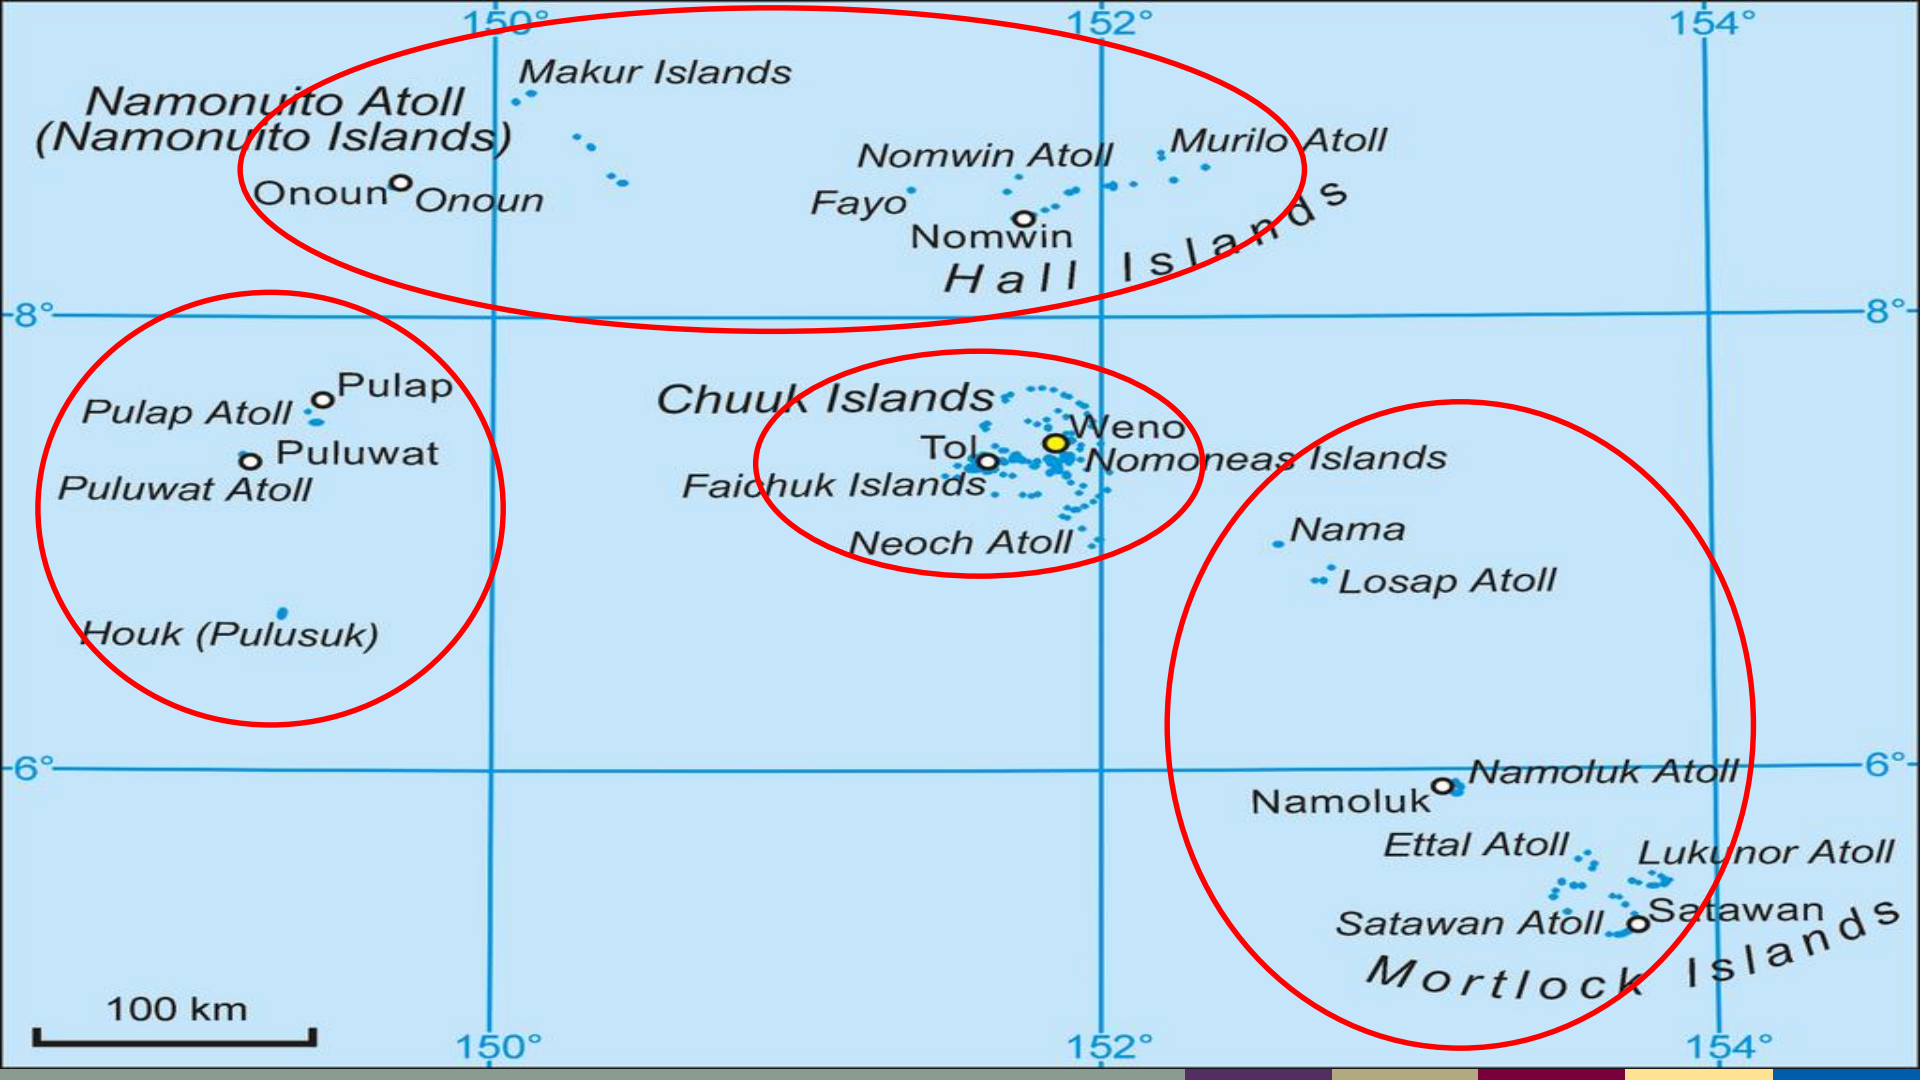 150°
152°
154°
Makur Islands
Namonuito Atoll
(Namonuito Islands)
Onoun
Onoun
Nomwin Atoll
Murilo Atoll
Fayo
Nomwin
Hall Islands
8°
8°
Pulap
Pulap Atoll
Puluwat
Puluwat Atoll
Houk (Pulusuk)
Chuuk Islands
Weno
Tol
Nomoneas Islands
Faichuk Islands
Neoch Atoll
Nama
Losap Atoll
6°
6°
Namoluk Atoll
Namoluk
Ettal Atoll
Lukunor Atoll
Satawan Atoll
Satawan
Mortlock Islands
100 km
150°
152°
154°